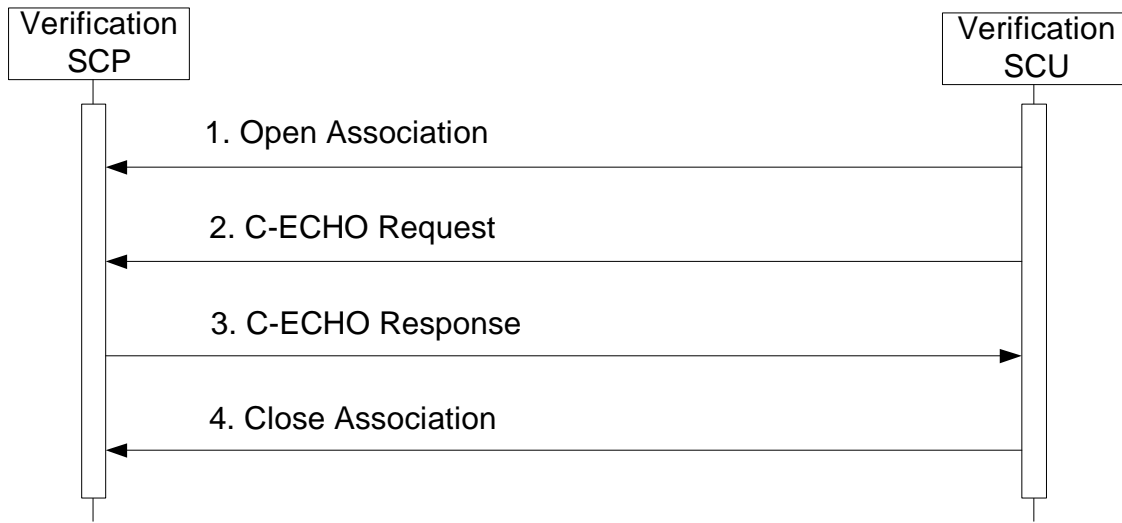 Verification
SCP
Verification
SCU
1. Open Association
2. C-ECHO Request
3. C-ECHO Response
4. Close Association